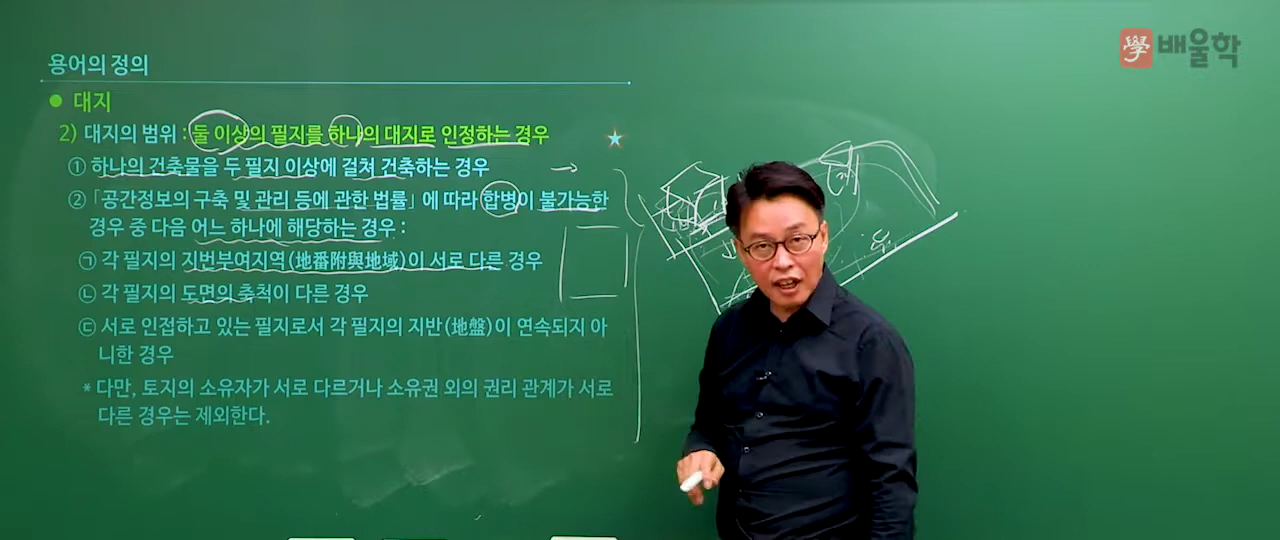 용어의 정의
學 배울학
● 대지
2) 대지의 범위 : 둘 이상의 필지를 하나의 대지로 인정하는 경우
① 하나의 건축물을 두 필지 이상에 걸쳐 건축하는 경우
② 「공간정보의 구축 및 관리 등에 관한 법률」에 따라 합병이 불가능한
경우 중 다음 어느 하나에 해당하는 경우 :
㉠ 각 필지의 지번부여지역(地番附與地域)이 서로 다른 경우
㉡ 각 필지의 도면의 축척이 다른 경우
㉢ 서로 인접하고 있는 필지로서 각 필지의 지반(地盤)이 연속되지 아
니한 경우
* 다만, 토지의 소유자가 서로 다르거나 소유권 외의 권리 관계가 서로
다른 경우는 제외한다.